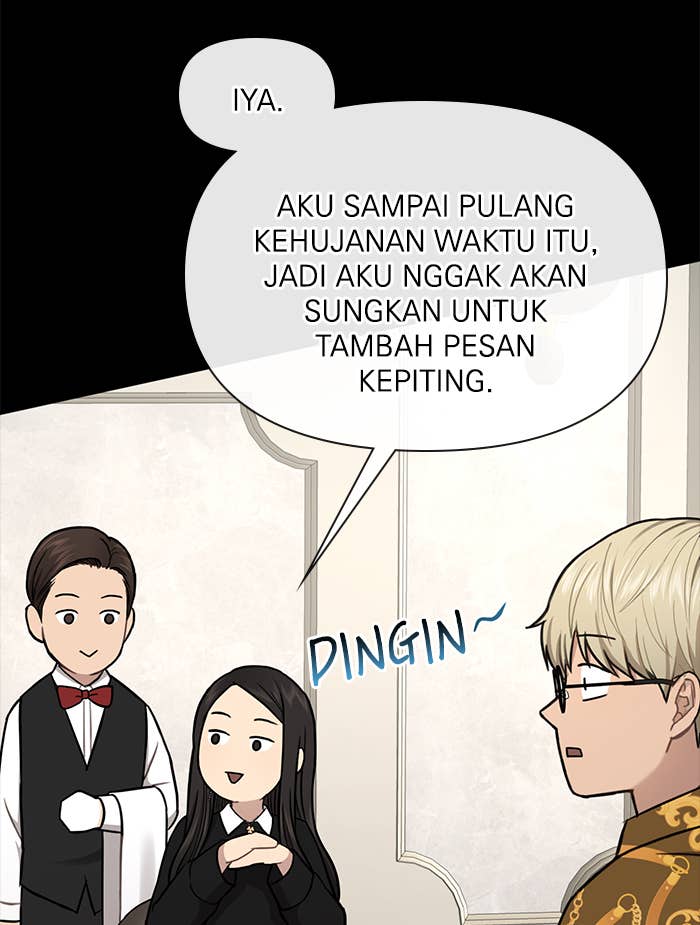 IYA.
AKU SAMPAI PULANG
KEHUJANAN WAKTU ITU,
JADI AKU NGGAK AKAN
SUNGKAN UNTUK
TAMBAH PESAN
KEPITING.
DINGIN~